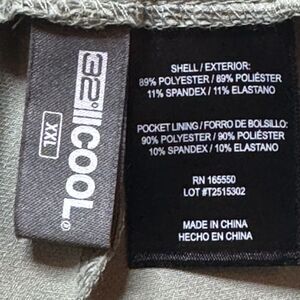 32°||COOL®
XXL
SHELL / EXTERIOR:
89% POLYESTER / 89% POLIÉSTER
11% SPANDEX / 11% ELASTANO
POCKET LINING / FORRO DE BOLSILLO:
90% POLYESTER / 90% POLIÉSTER
10% SPANDEX / 10% ELASTANO
RN 165550
LOT #T2515302
MADE IN CHINA
HECHO EN CHINA